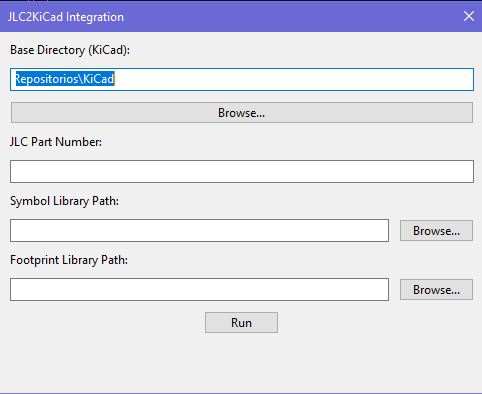 JLC2KiCad Integration
Base Directory (KiCad):
Repositorios\KiCad
Browse...
JLC Part Number:
Symbol Library Path:
Browse...
Footprint Library Path:
Browse...
Run